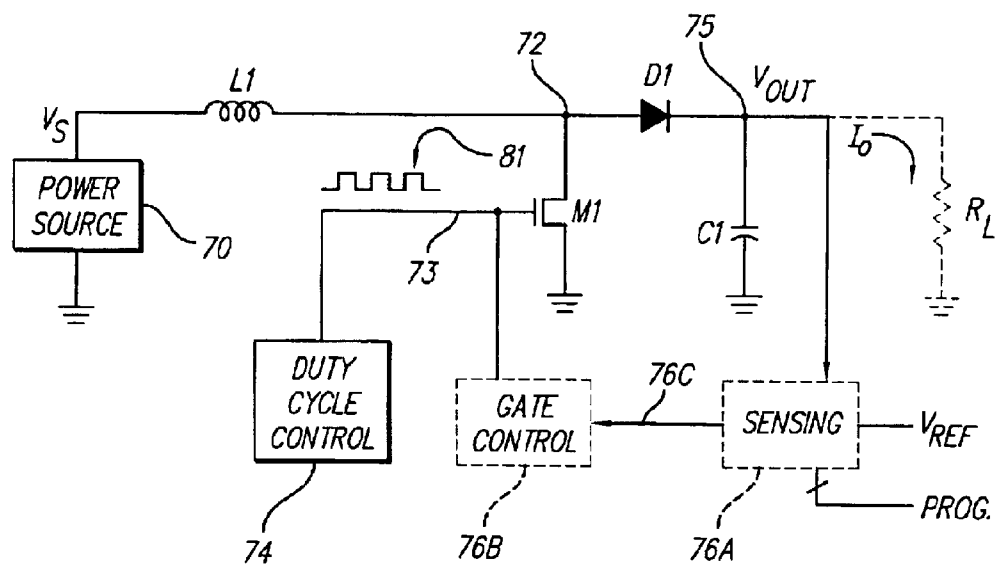 72
75
L1
D1
V_OUT
V_S
81
I_o
POWER
SOURCE
M1
C1
R_L
70
73
DUTY
CYCLE
CONTROL
76C
GATE
CONTROL
SENSING
V_REF
PROG.
74
76B
76A